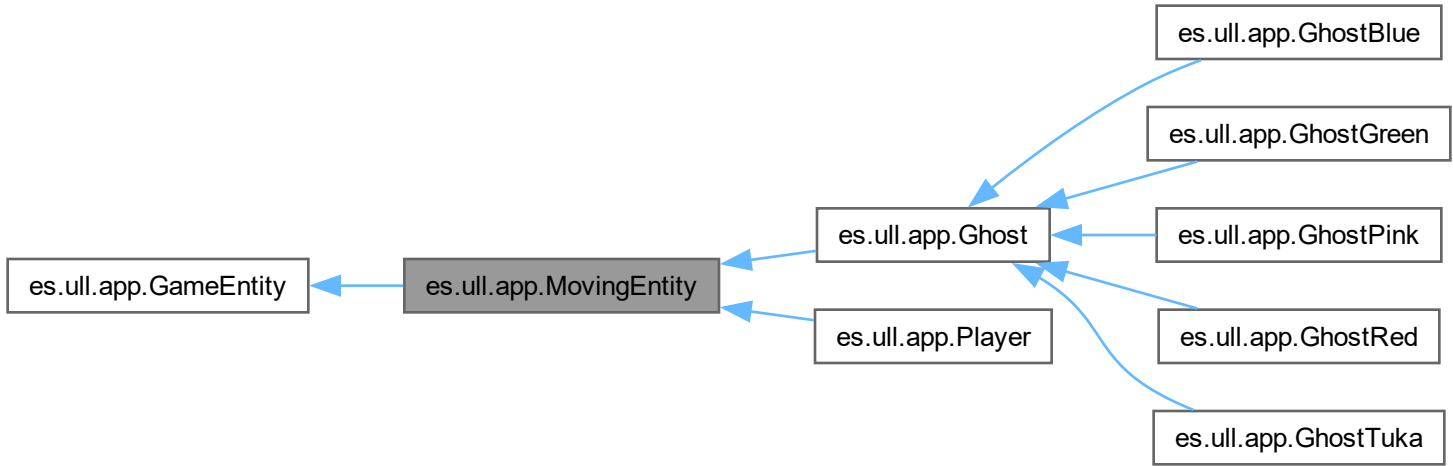 es.ull.app.GhostBlue
es.ull.app.GhostGreen
es.ull.app.Ghost
es.ull.app.GhostPink
es.ull.app.GameEntity
es.ull.app.MovingEntity
es.ull.app.Player
es.ull.app.GhostRed
es.ull.app.GhostTuka